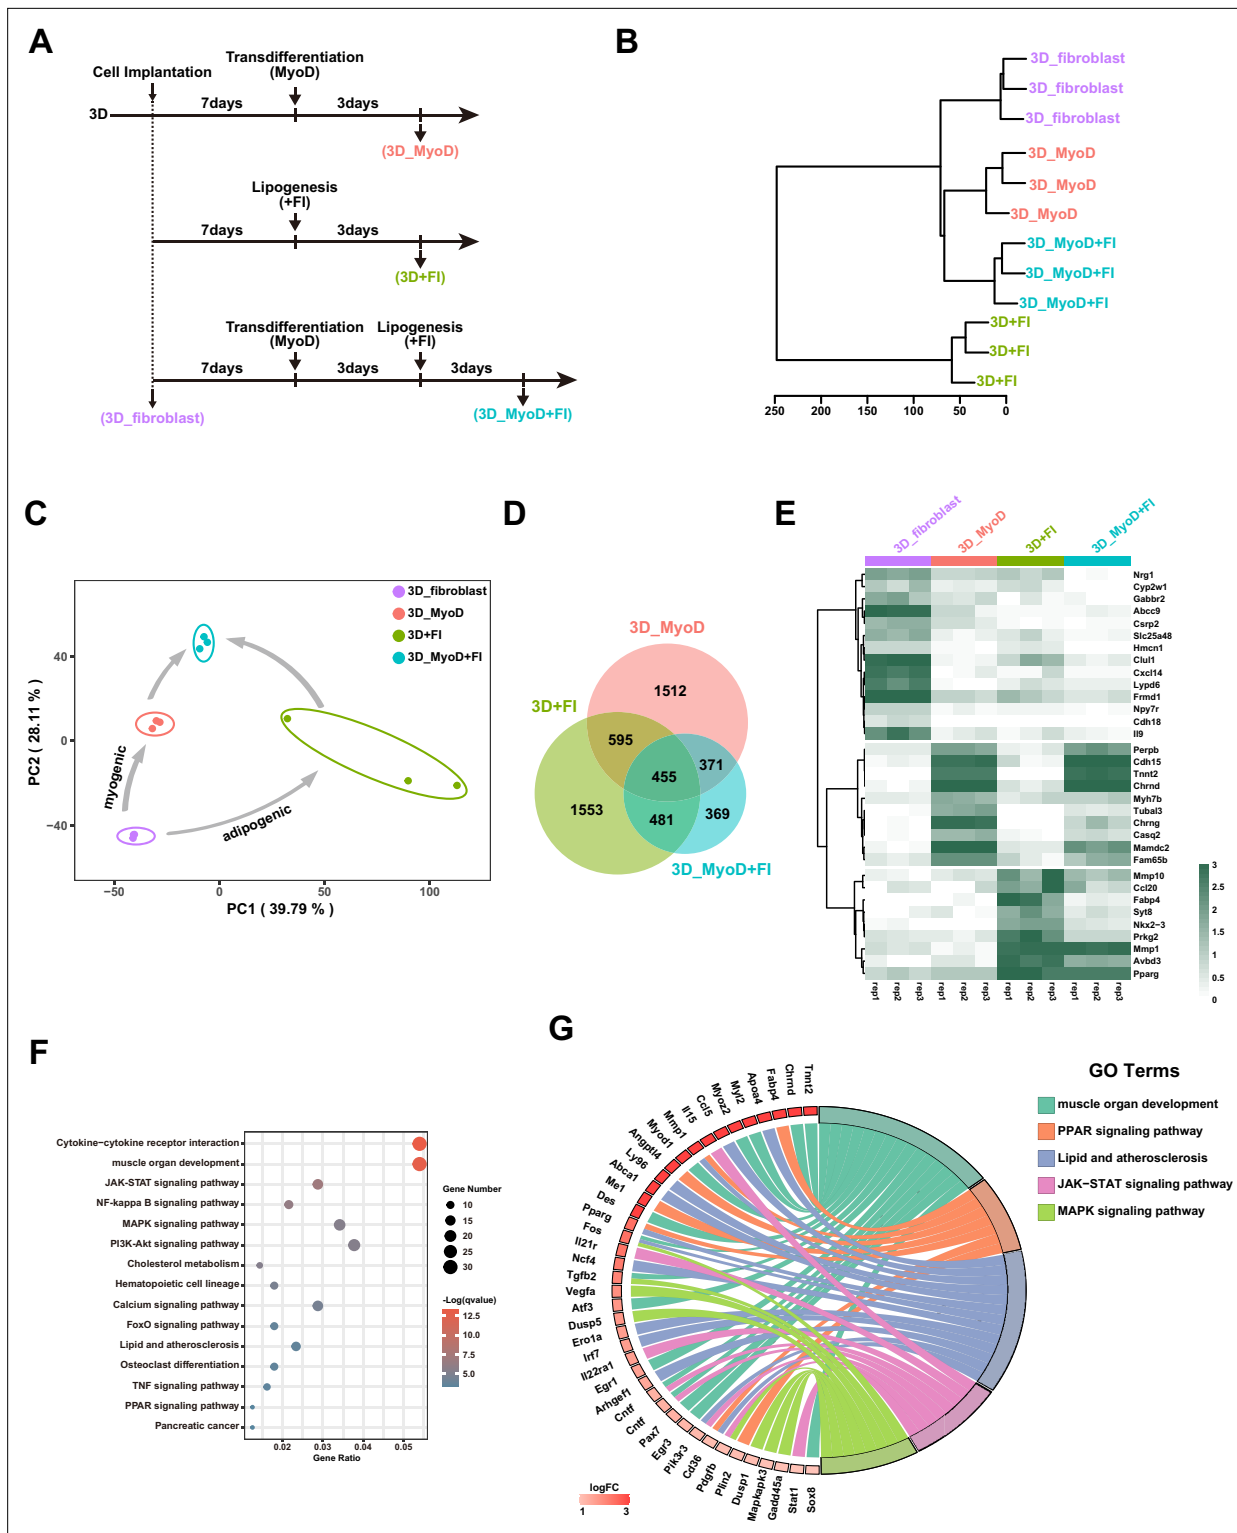 A
Transdifferentiation
(MyoD)
Cell Implantation
7days
3days
3D
(3D_MyoD)
Lipogenesis
(+FI)
7days
3days
(3D+FI)
Transdifferentiation
(MyoD)
Lipogenesis
(+FI)
7days
3days
3days
(3D_fibroblast)
(3D_MyoD+FI)
B
3D_fibroblast
3D_fibroblast
3D_fibroblast
3D_MyoD
3D_MyoD
3D_MyoD
3D_MyoD+FI
3D_MyoD+FI
3D_MyoD+FI
3D+FI
3D+FI
3D+FI
250 200 150 100 50 0
C
3D_fibroblast
3D_MyoD
3D+FI
3D_MyoD+FI
PC2 ( 28.11 % )
40
0
−40
myogenic
adipogenic
−50 0 50 100
PC1 ( 39.79 % )
D
3D_MyoD
3D+FI
3D_MyoD+FI
1512
595
455
371
1553
481
369
E
3D_fibroblast
3D_MyoD
3D+FI
3D_MyoD+FI
Nrg1
Cyp2w1
Gabbr2
Abcc9
Csrp2
Slc25a48
Hmcn1
Clul1
Cxcl14
Lypd6
Frmd1
Npy7r
Cdh18
Il9
Perpb
Cdh15
Tnnt2
Chrnd
Myh7b
Tubal3
Chrng
Casq2
Mamdc2
Fam65b
Mmp10
Ccl20
Fabp4
Syt8
Nkx2−3
Prkg2
Mmp1
Avbd3
Pparg
rep1 rep2 rep3 rep1 rep2 rep3 rep1 rep2 rep3 rep1 rep2 rep3
3
2.5
2
1.5
1
0.5
0
F
Cytokine−cytokine receptor interaction
muscle organ development
JAK-STAT signaling pathway
NF-kappa B signaling pathway
MAPK signaling pathway
PI3K-Akt signaling pathway
Cholesterol metabolism
Hematopoietic cell lineage
Calcium signaling pathway
FoxO signaling pathway
Lipid and atherosclerosis
Osteoclast differentiation
TNF signaling pathway
PPAR signaling pathway
Pancreatic cancer
0.02 0.03 0.04 0.05
Gene Ratio
Gene Number
10
15
20
25
30
-Log(qvalue)
12.5
10.0
7.5
5.0
G
Tnnt2
Chrnd
Fabp4
Apoa4
Myl2
Myoz2
Ccl5
Il15
Myod1
Mmp1
Angptl4
Ly96
Abca1
Me1
Des
Pparg
Fos
Il21r
Ncf4
Tgfb2
Vegfa
Atf3
Dusp5
Ero1a
Irf7
Il22ra1
Egr1
Arhgef1
Cntf
Cntf
Pax7
Egr3
Pik3r3
Cd36
Pdgfb
Plin2
Dusp1
Mapkapk3
Gadd45a
Stat1
Sox8
logFC
1 3
GO Terms
muscle organ development
PPAR signaling pathway
Lipid and atherosclerosis
JAK−STAT signaling pathway
MAPK signaling pathway